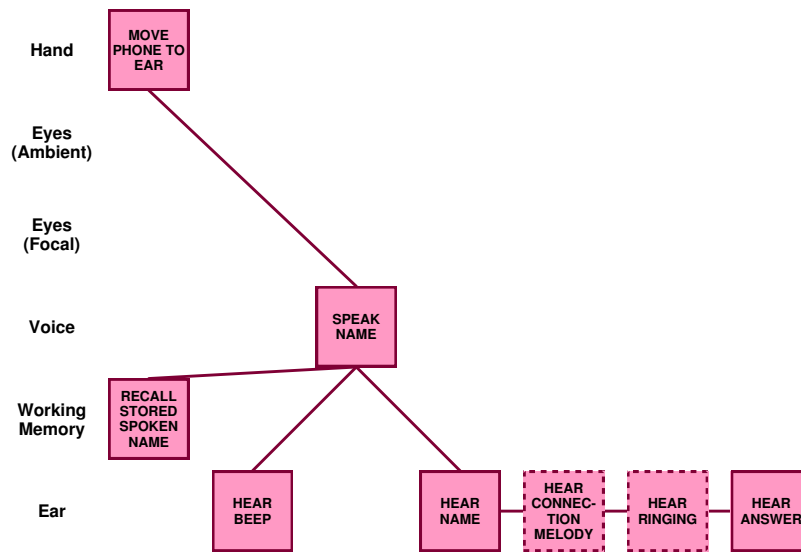 Hand
MOVE
PHONE TO
EAR
Eyes
(Ambient)
Eyes
(Focal)
Voice
SPEAK
NAME
Working
Memory
RECALL
STORED
SPOKEN
NAME
Ear
HEAR
BEEP
HEAR
NAME
HEAR
CONNEC-
TION
MELODY
HEAR
RINGING
HEAR
ANSWER